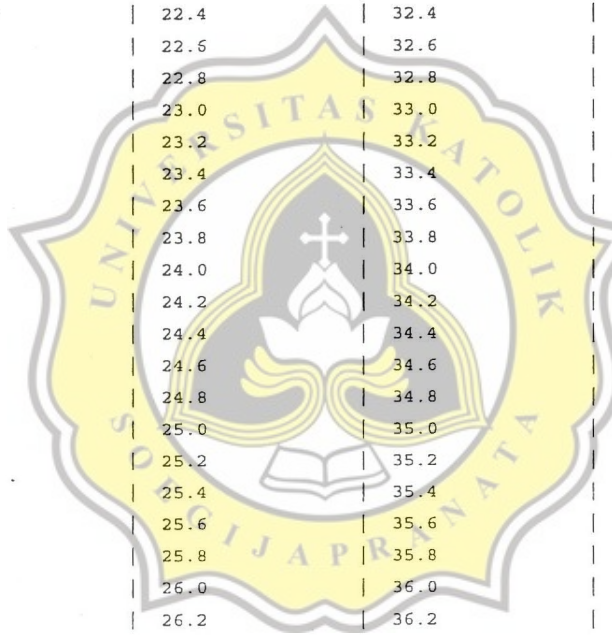 | 22.4 | 32.4 |
| 22.6 | 32.6 |
| 22.8 | 32.8 |
| 23.0 | 33.0 |
| 23.2 | 33.2 |
| 23.4 | 33.4 |
| 23.6 | 33.6 |
| 23.8 | 33.8 |
| 24.0 | 34.0 |
| 24.2 | 34.2 |
| 24.4 | 34.4 |
| 24.6 | 34.6 |
| 24.8 | 34.8 |
| 25.0 | 35.0 |
| 25.2 | 35.2 |
| 25.4 | 35.4 |
| 25.6 | 35.6 |
| 25.8 | 35.8 |
| 26.0 | 36.0 |
| 26.2 | 36.2 |
UNIVERSITAS KATOLIK
SOEGIJAPRANATA